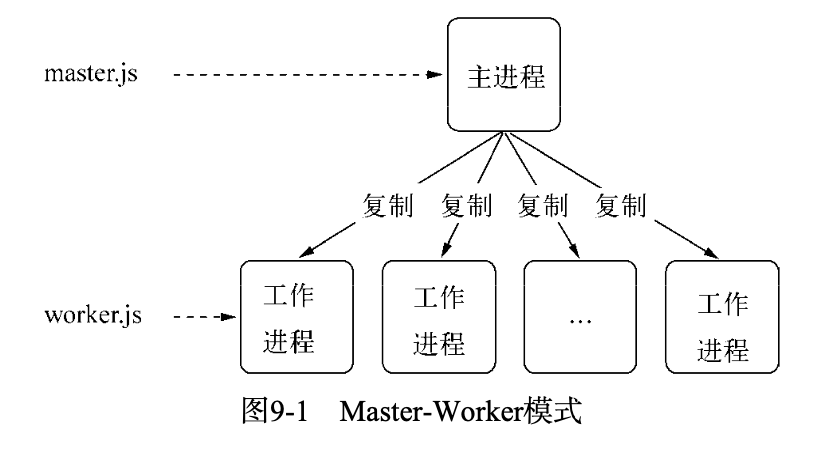 主进程
master.js
复制 复制 复制 复制
工作
进程
工作
进程
...
工作
进程
worker.js
图9-1 Master-Worker模式